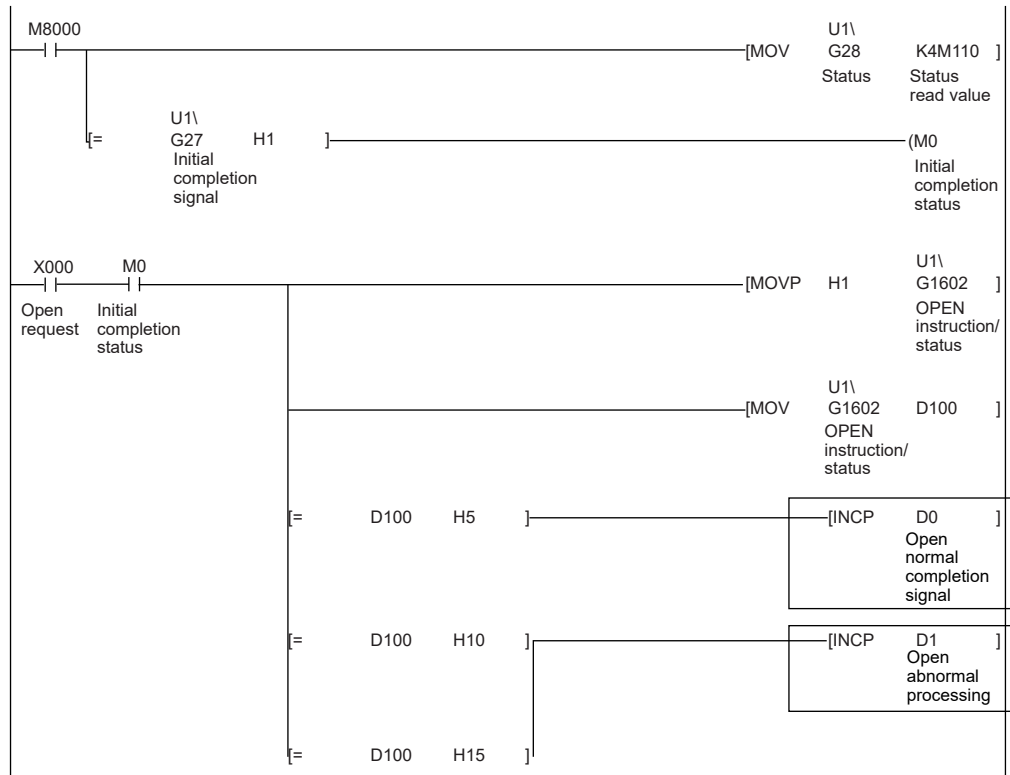 M8000
U1\
[MOV G28 K4M110 ]
Status Status
read value
U1\
[= G27 H1 ] (M0
Initial
completion
signal
Initial
completion
status
X000 M0
Open
request
Initial
completion
status
U1\
[MOVP H1 G1602 ]
OPEN
instruction/
status
U1\
[MOV G1602 D100 ]
OPEN
instruction/
status
[= D100 H5 ] [INCP D0 ]
Open
normal
completion
signal
[= D100 H10 ] [INCP D1 ]
Open
abnormal
processing
[= D100 H15 ]